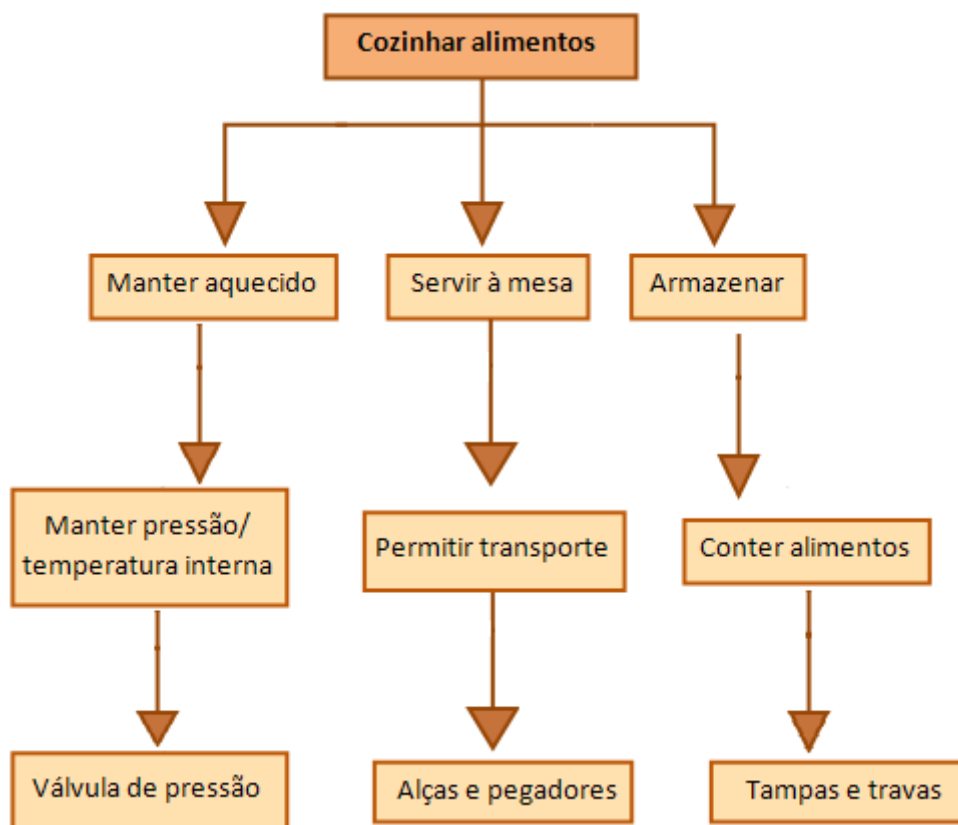 Cozinhar alimentos
Manter aquecido
Servir à mesa
Armazenar
Manter pressão/
temperatura interna
Permitir transporte
Conter alimentos
Válvula de pressão
Alças e pegadores
Tampas e travas